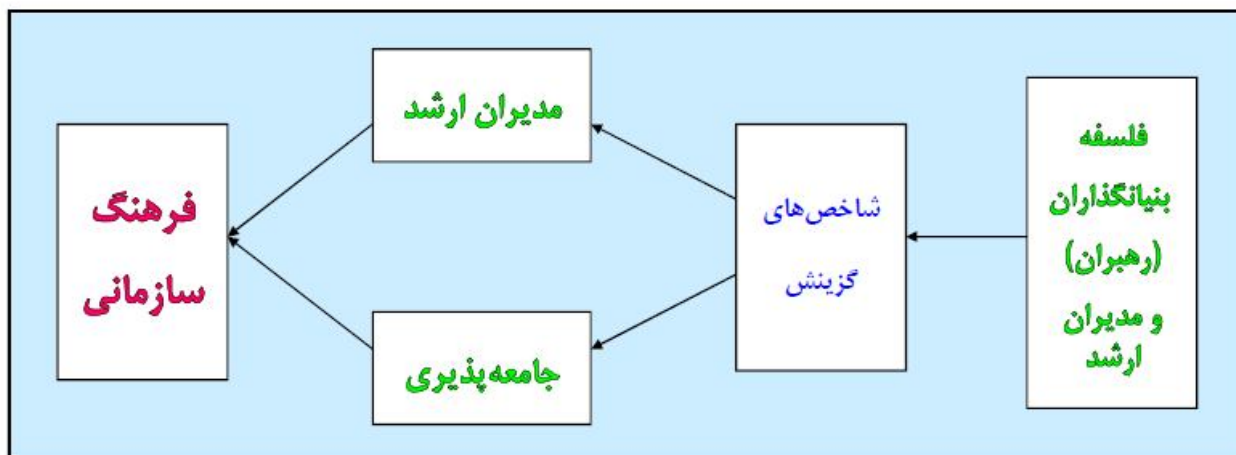 فلسفه
بنیانگذاران
(رهبران)
و مدیران
ارشد
شاخص‌های
گزینش
مدیران ارشد
جامعه‌پذیری
فرهنگ
سازمانی